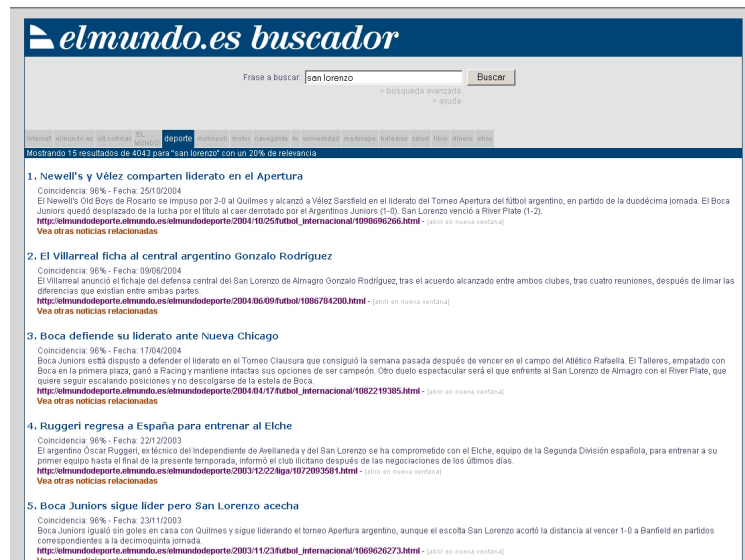 elmundo.es buscador
Frase a buscar: san lorenzo Buscar
» búsqueda avanzada
» ayuda
internet elmundo.es últ.noticias EL MUNDO deporte metrópoli motor navegante tv universidad medscape baleares salud libro dinero otros
Mostrando 15 resultados de 4043 para "san lorenzo" con un 20% de relevancia
1. Newell's y Vélez comparten liderato en el Apertura
Coincidencia: 96% - Fecha: 25/10/2004
El Newell's Old Boys de Rosario se impuso por 2-0 al Quilmes y alcanzó a Vélez Sarsfield en el liderato del Torneo Apertura del fútbol argentino, en partido de la duodécima jornada. El Boca
Juniors quedó desplazado de la lucha por el título al caer derrotado por el Argentinos Juniors (1-0). San Lorenzo venció a River Plate (1-2).
http://elmundodeporte.elmundo.es/elmundodeporte/2004/10/25/futbol_internacional/1098696266.html - [abrir en nueva ventana]
Vea otras noticias relacionadas
2. El Villarreal ficha al central argentino Gonzalo Rodríguez
Coincidencia: 96% - Fecha: 09/06/2004
El Villarreal anunció el fichaje del defensa central del San Lorenzo de Almagro Gonzalo Rodríguez, tras el acuerdo alcanzado entre ambos clubes, tras cuatro reuniones, después de limar las
diferencias que existían entre ambas partes.
http://elmundodeporte.elmundo.es/elmundodeporte/2004/06/09/futbol/1086784200.html - [abrir en nueva ventana]
Vea otras noticias relacionadas
3. Boca defiende su liderato ante Nueva Chicago
Coincidencia: 96% - Fecha: 17/04/2004
Boca Juniors esttá dispusto a defender el liderato en el Torneo Clausura que consiguió la semana pasada después de vencer en el campo del Atlético Rafaella. El Talleres, empatado con
Boca en la primera plaza, ganó a Racing y mantiene intactas sus opciones de ser campeón. Otro duelo espectacular será el que enfrente al San Lorenzo de Almagro con el River Plate, que
quiere seguir escalando posiciones y no descolgarse de la estela de Boca.
http://elmundodeporte.elmundo.es/elmundodeporte/2004/04/17/futbol_internacional/1082219385.html - [abrir en nueva ventana]
Vea otras noticias relacionadas
4. Ruggeri regresa a España para entrenar al Elche
Coincidencia: 96% - Fecha: 22/12/2003
El argentino Óscar Ruggeri, ex técnico del Independiente de Avellaneda y del San Lorenzo se ha comprometido con el Elche, equipo de la Segunda División española, para entrenar a su
primer equipo hasta el final de la presente temporada, informó el club ilicitano después de las negociaciones de los últimos días.
http://elmundodeporte.elmundo.es/elmundodeporte/2003/12/22/liga/1072093581.html - [abrir en nueva ventana]
Vea otras noticias relacionadas
5. Boca Juniors sigue líder pero San Lorenzo acecha
Coincidencia: 96% - Fecha: 23/11/2003
Boca Juniors igualó sin goles en casa con Quilmes y sigue liderando el torneo Apertura argentino, aunque el escolta San Lorenzo acortó la distancia al vencer 1-0 a Banfield en partidos
correspondientes a la decimoquinta jornada.
http://elmundodeporte.elmundo.es/elmundodeporte/2003/11/23/futbol_internacional/1069626273.html - [abrir en nueva ventana]
Vea otras noticias relacionadas